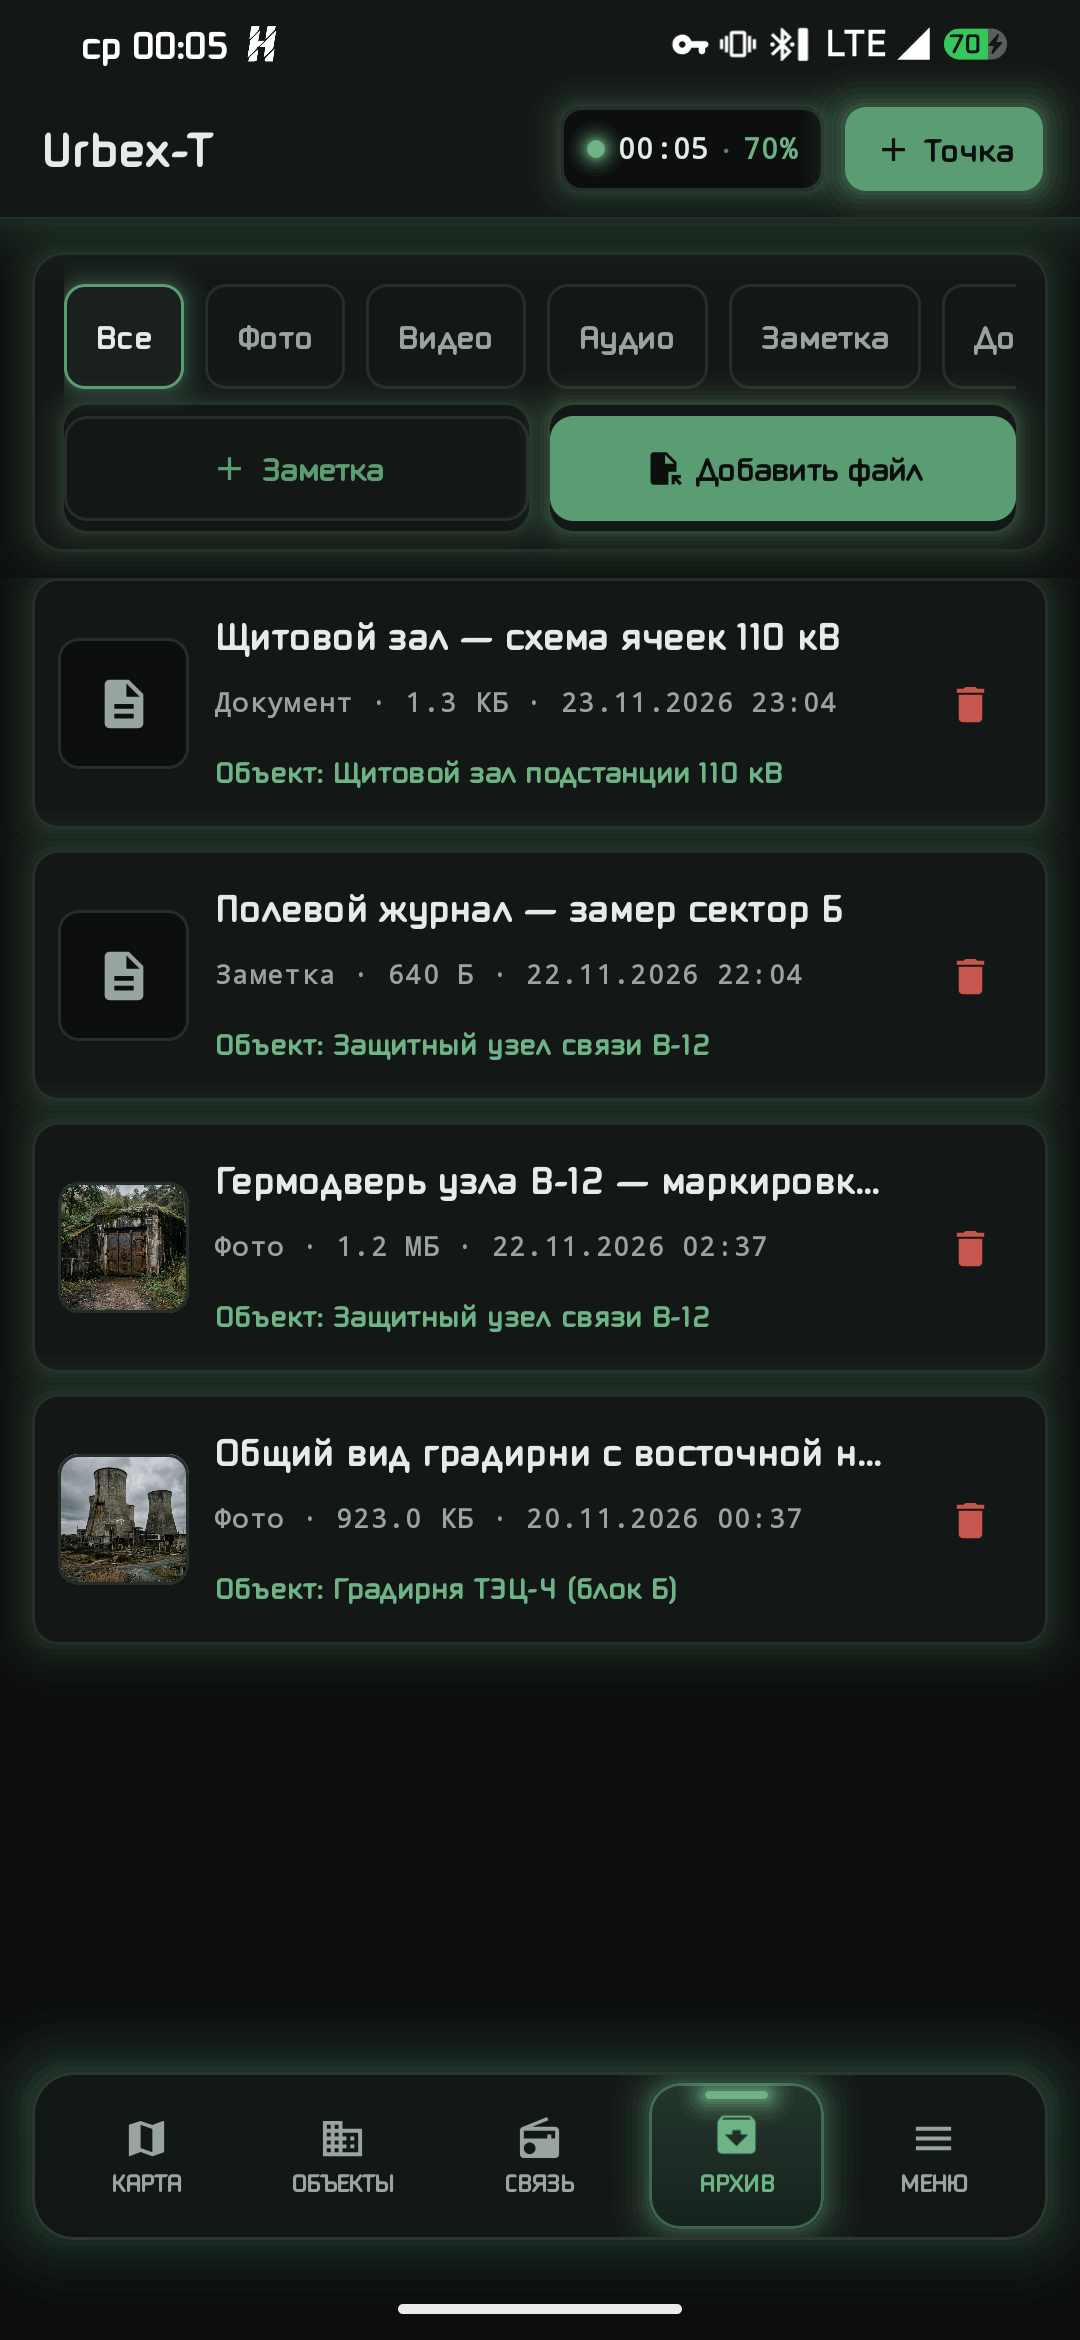 ср 00:05
LTE
70
Urbex-T
00:05 · 70%
+ Точка
Все
Фото
Видео
Аудио
Заметка
До
+ Заметка
Добавить файл
Щитовой зал — схема ячеек 110 кВ
Документ · 1.3 КБ · 23.11.2026 23:04
Объект: Щитовой зал подстанции 110 кВ
Полевой журнал — замер сектор Б
Заметка · 640 Б · 22.11.2026 22:04
Объект: Защитный узел связи В-12
Гермодверь узла В-12 — маркировк...
Фото · 1.2 МБ · 22.11.2026 02:37
Объект: Защитный узел связи В-12
Общий вид градирни с восточной н...
Фото · 923.0 КБ · 20.11.2026 00:37
Объект: Градирня ТЭЦ-4 (блок Б)
КАРТА
ОБЪЕКТЫ
СВЯЗЬ
АРХИВ
МЕНЮ